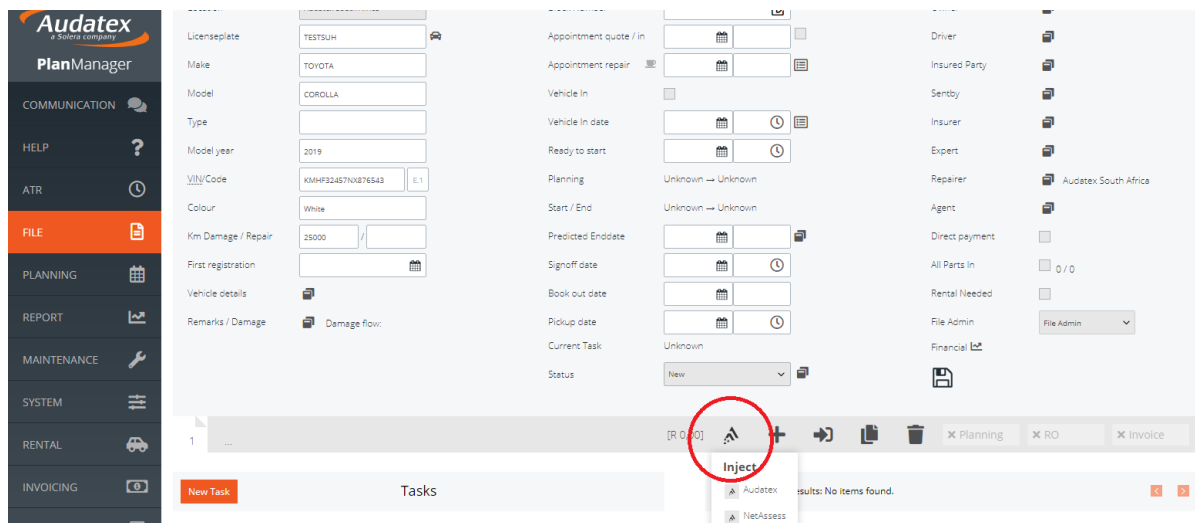 Audatex
a Solera company
PlanManager
COMMUNICATION
HELP
ATR
FILE
PLANNING
REPORT
MAINTENANCE
SYSTEM
RENTAL
INVOICING
Licenseplate TESTSUH
Make TOYOTA
Model COROLLA
Type
Model year 2019
VIN/Code KMHF32457NX876543 E.1
Colour White
Km Damage / Repair 25000 /
First registration
Vehicle details
Remarks / Damage Damage flow:
Appointment quote / in
Appointment repair
Vehicle In
Vehicle In date
Ready to start
Planning Unknown → Unknown
Start / End Unknown → Unknown
Predicted Enddate
Signoff date
Book out date
Pickup date
Current Task Unknown
Status New
Driver
Insured Party
Sentby
Insurer
Expert
Repairer Audatex South Africa
Agent
Direct payment
All Parts In 0 / 0
Rental Needed
File Admin File Admin
Financial
1 ... [R 0,00] × Planning × RO × Invoice
Inject
Audatex
NetAssess
New Task Tasks
esults: No items found.